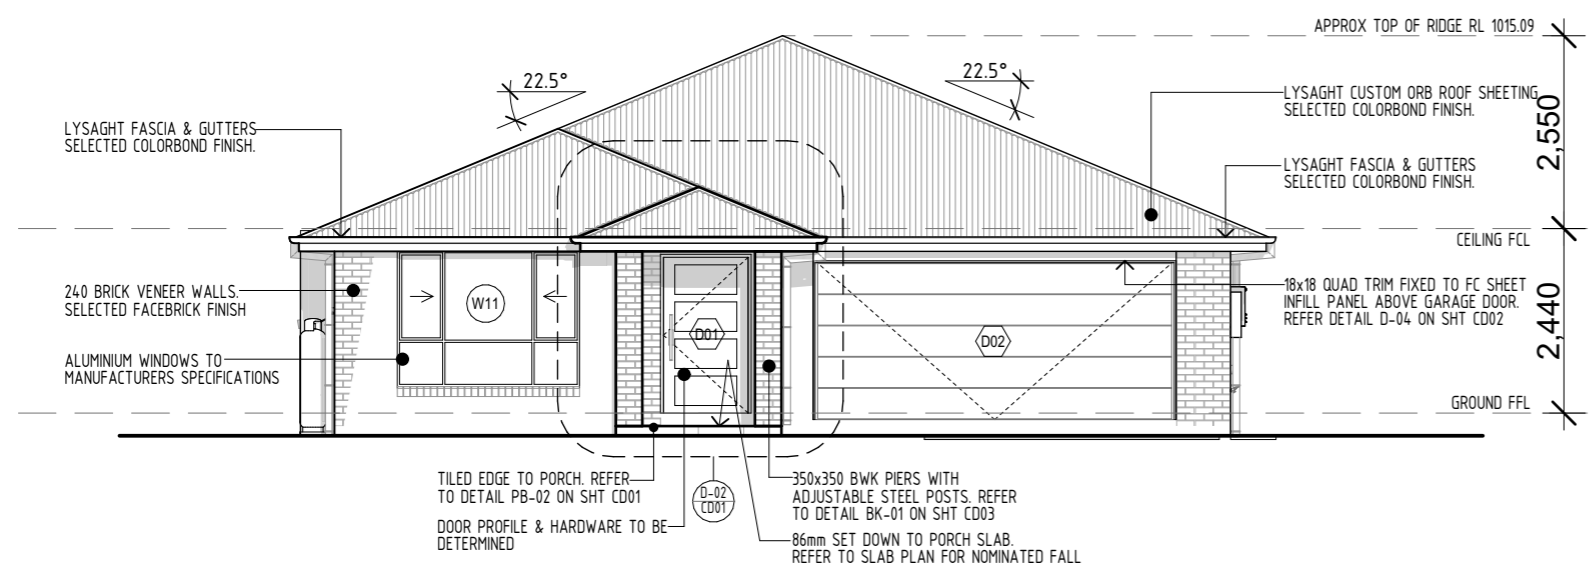 APPROX TOP OF RIDGE RL 1015.09
22.5°
22.5°
LYSAGHT CUSTOM ORB ROOF SHEETING
SELECTED COLORBOND FINISH.
2,550
LYSAGHT FASCIA & GUTTERS
SELECTED COLORBOND FINISH.
LYSAGHT FASCIA & GUTTERS
SELECTED COLORBOND FINISH.
CEILING FCL
240 BRICK VENEER WALLS.
SELECTED FACEBRICK FINISH
W11
18x18 QUAD TRIM FIXED TO FC SHEET
INFILL PANEL ABOVE GARAGE DOOR.
REFER DETAIL D-04 ON SHT CD02
2,440
D01
D02
ALUMINIUM WINDOWS TO
MANUFACTURERS SPECIFICATIONS
GROUND FFL
TILED EDGE TO PORCH. REFER
TO DETAIL PB-02 ON SHT CD01
D-02
CD01
350x350 BWK PIERS WITH
ADJUSTABLE STEEL POSTS. REFER
TO DETAIL BK-01 ON SHT CD03
DOOR PROFILE & HARDWARE TO BE
DETERMINED
86mm SET DOWN TO PORCH SLAB.
REFER TO SLAB PLAN FOR NOMINATED FALL